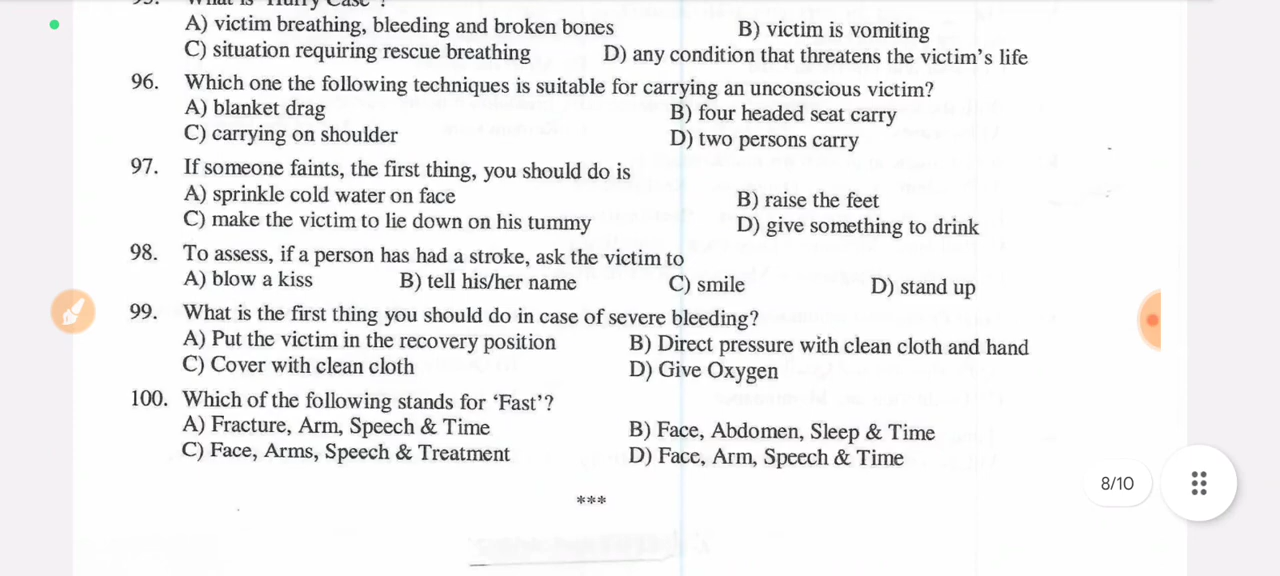 A) victim breathing, bleeding and broken bones B) victim is vomiting
C) situation requiring rescue breathing D) any condition that threatens the victim's life
96. Which one the following techniques is suitable for carrying an unconscious victim?
A) blanket drag B) four headed seat carry
C) carrying on shoulder D) two persons carry
97. If someone faints, the first thing, you should do is
A) sprinkle cold water on face B) raise the feet
C) make the victim to lie down on his tummy D) give something to drink
98. To assess, if a person has had a stroke, ask the victim to
A) blow a kiss B) tell his/her name C) smile D) stand up
99. What is the first thing you should do in case of severe bleeding?
A) Put the victim in the recovery position B) Direct pressure with clean cloth and hand
C) Cover with clean cloth D) Give Oxygen
100. Which of the following stands for 'Fast'?
A) Fracture, Arm, Speech & Time B) Face, Abdomen, Sleep & Time
C) Face, Arms, Speech & Treatment D) Face, Arm, Speech & Time
***
8/10